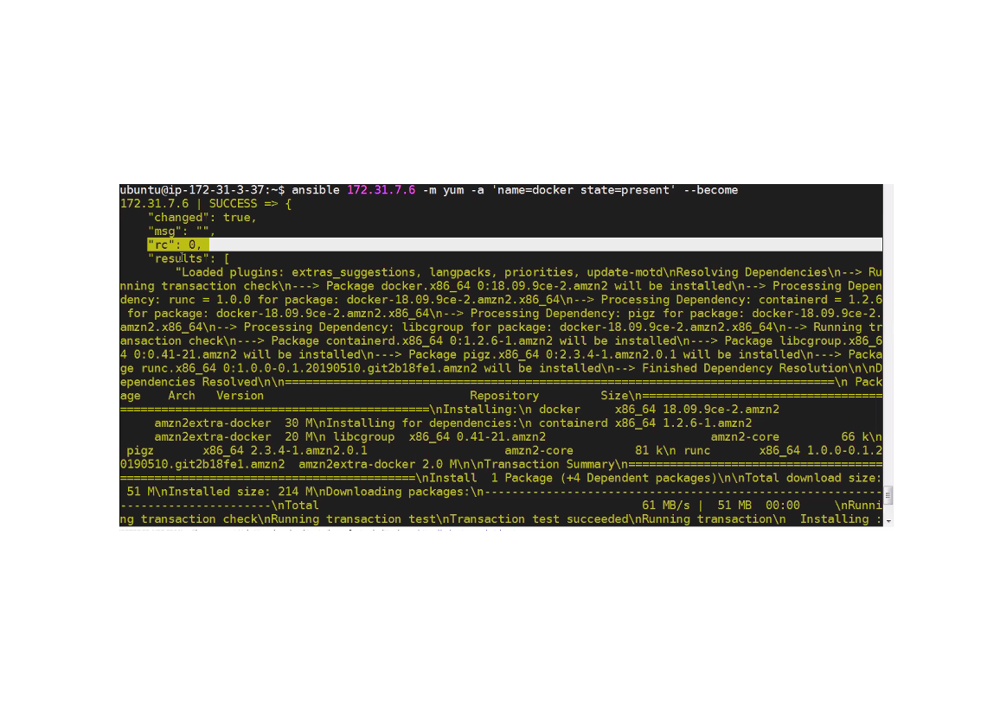 ubuntu@ip-172-31-3-37:~$ ansible 172.31.7.6 -m yum -a 'name=docker state=present' --become
172.31.7.6 | SUCCESS => {
"changed": true,
"msg": "",
"rc": 0,
"results": [
"Loaded plugins: extras_suggestions, langpacks, priorities, update-motd\nResolving Dependencies\n--> Ru
nning transaction check\n---> Package docker.x86_64 0:18.09.9ce-2.amzn2 will be installed\n--> Processing Depen
dency: runc = 1.0.0 for package: docker-18.09.9ce-2.amzn2.x86_64\n--> Processing Dependency: containerd = 1.2.6
for package: docker-18.09.9ce-2.amzn2.x86_64\n--> Processing Dependency: pigz for package: docker-18.09.9ce-2.
amzn2.x86_64\n--> Processing Dependency: libcgroup for package: docker-18.09.9ce-2.amzn2.x86_64\n--> Running tr
ansaction check\n---> Package containerd.x86_64 0:1.2.6-1.amzn2 will be installed\n---> Package libcgroup.x86_6
4 0:0.41-21.amzn2 will be installed\n---> Package pigz.x86_64 0:2.3.4-1.amzn2.0.1 will be installed\n---> Packa
ge runc.x86_64 0:1.0.0-0.1.20190510.git2b18fe1.amzn2 will be installed\n--> Finished Dependency Resolution\n\nD
ependencies Resolved\n\n================================================================================\n Pack
age    Arch   Version                              Repository         Size\n===================================
=============================================\nInstalling:\n docker     x86_64 18.09.9ce-2.amzn2
amzn2extra-docker  30 M\nInstalling for dependencies:\n containerd x86_64 1.2.6-1.amzn2
amzn2extra-docker  20 M\n libcgroup  x86_64 0.41-21.amzn2                        amzn2-core         66 k\n
pigz       x86_64 2.3.4-1.amzn2.0.1                    amzn2-core         81 k\n runc       x86_64 1.0.0-0.1.2
0190510.git2b18fe1.amzn2  amzn2extra-docker 2.0 M\n\nTransaction Summary\n=====================================
===========================================\nInstall  1 Package (+4 Dependent packages)\n\nTotal download size:
51 M\nInstalled size: 214 M\nDownloading packages:\n----------------------------------------------------------
----------------------\nTotal                                               61 MB/s |  51 MB  00:00     \nRunni
ng transaction check\nRunning transaction test\nTransaction test succeeded\nRunning transaction\n  Installing :